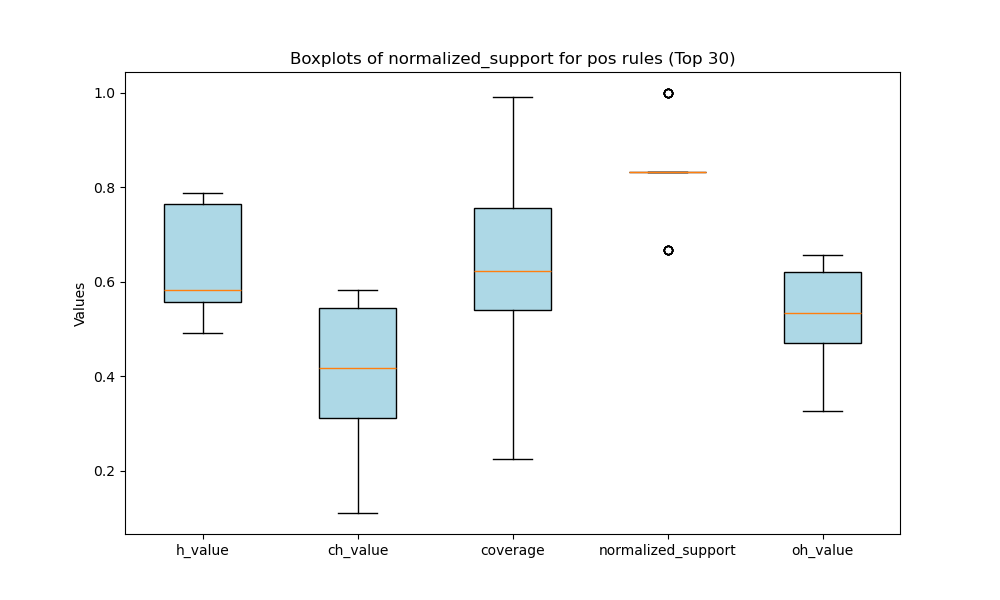 Boxplots of normalized_support for pos rules (Top 30)
Values
1.0
0.8
0.6
0.4
0.2
h_value
ch_value
coverage
normalized_support
oh_value